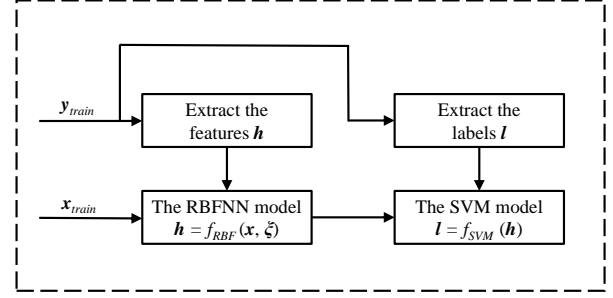 y_train
Extract the
features h
Extract the
labels l
x_train
The RBFNN model
h = f_RBF (x, ξ)
The SVM model
l = f_SVM (h)